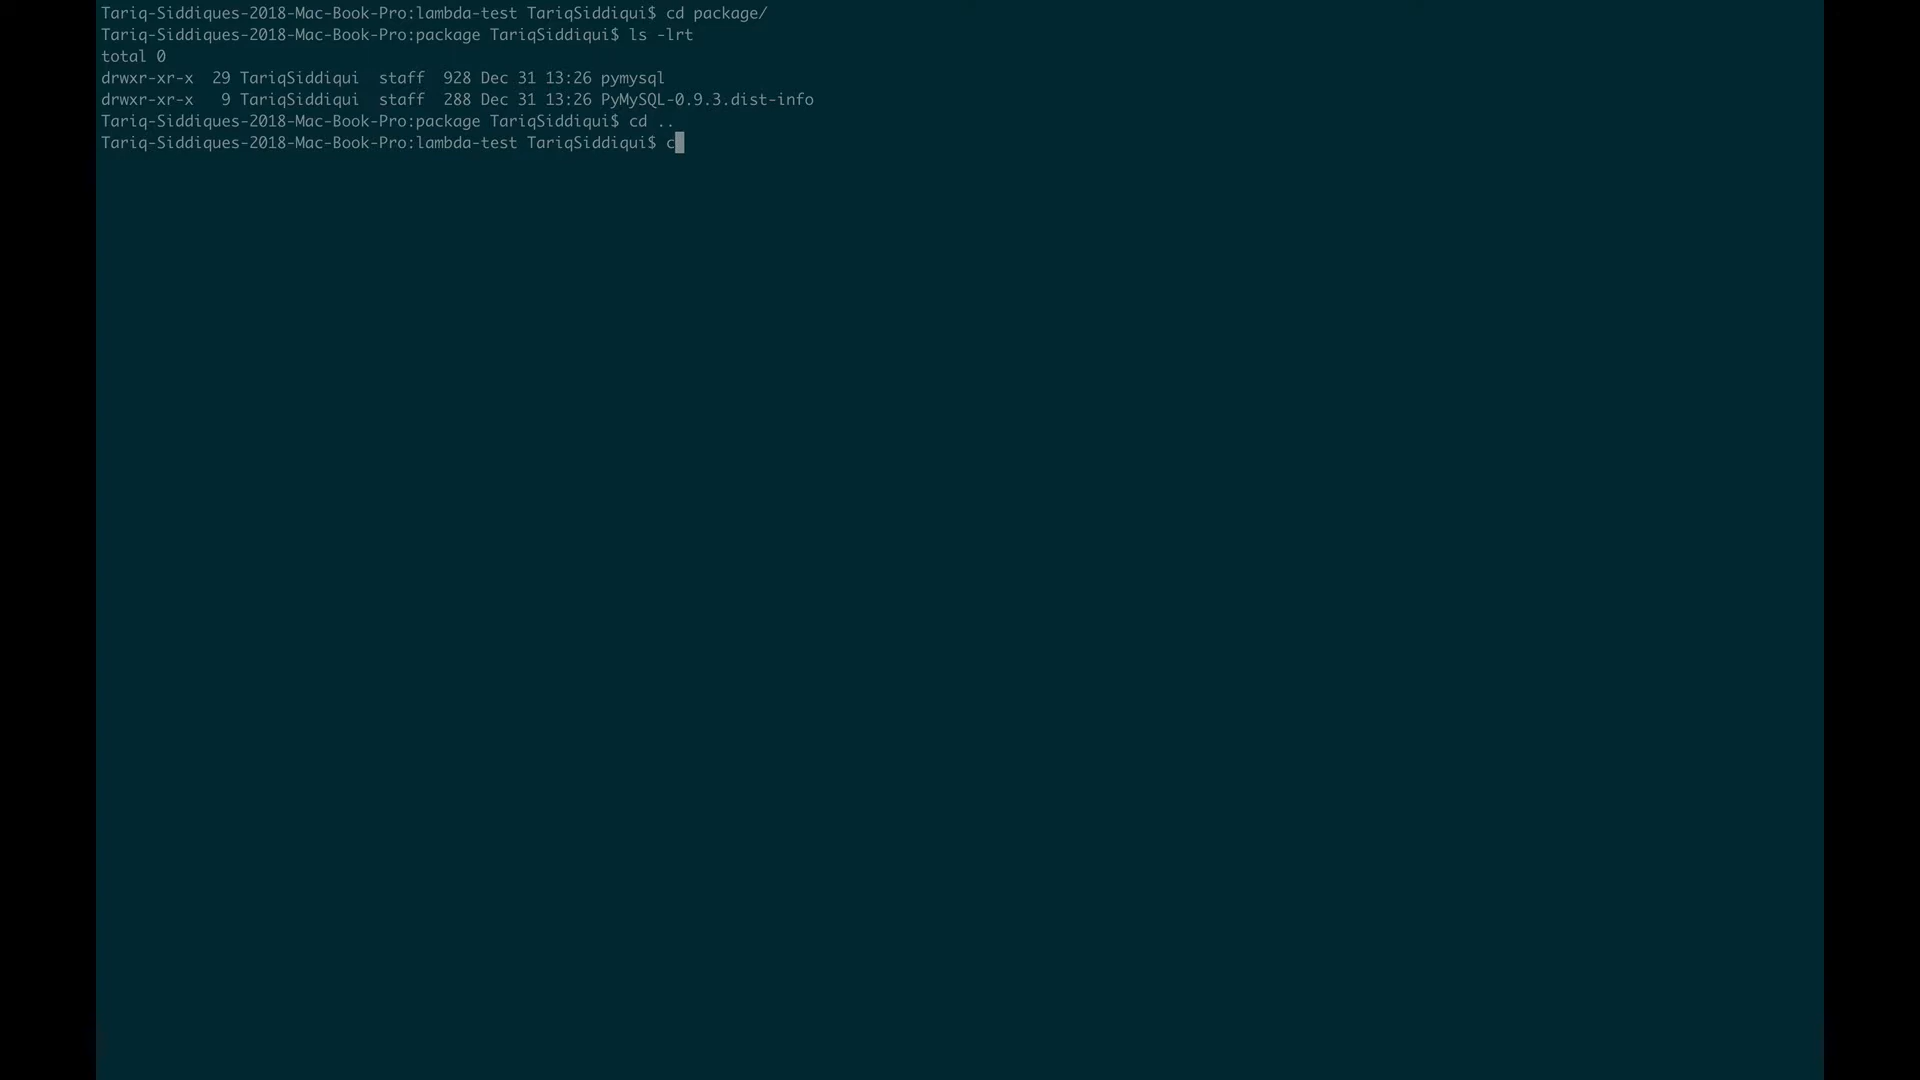 Tariq-Siddiques-2018-Mac-Book-Pro:lambda-test TariqSiddiqui$ cd package/
Tariq-Siddiques-2018-Mac-Book-Pro:package TariqSiddiqui$ ls -lrt
total 0
drwxr-xr-x  29 TariqSiddiqui  staff  928 Dec 31 13:26 pymysql
drwxr-xr-x   9 TariqSiddiqui  staff  288 Dec 31 13:26 PyMySQL-0.9.3.dist-info
Tariq-Siddiques-2018-Mac-Book-Pro:package TariqSiddiqui$ cd ..
Tariq-Siddiques-2018-Mac-Book-Pro:lambda-test TariqSiddiqui$ c